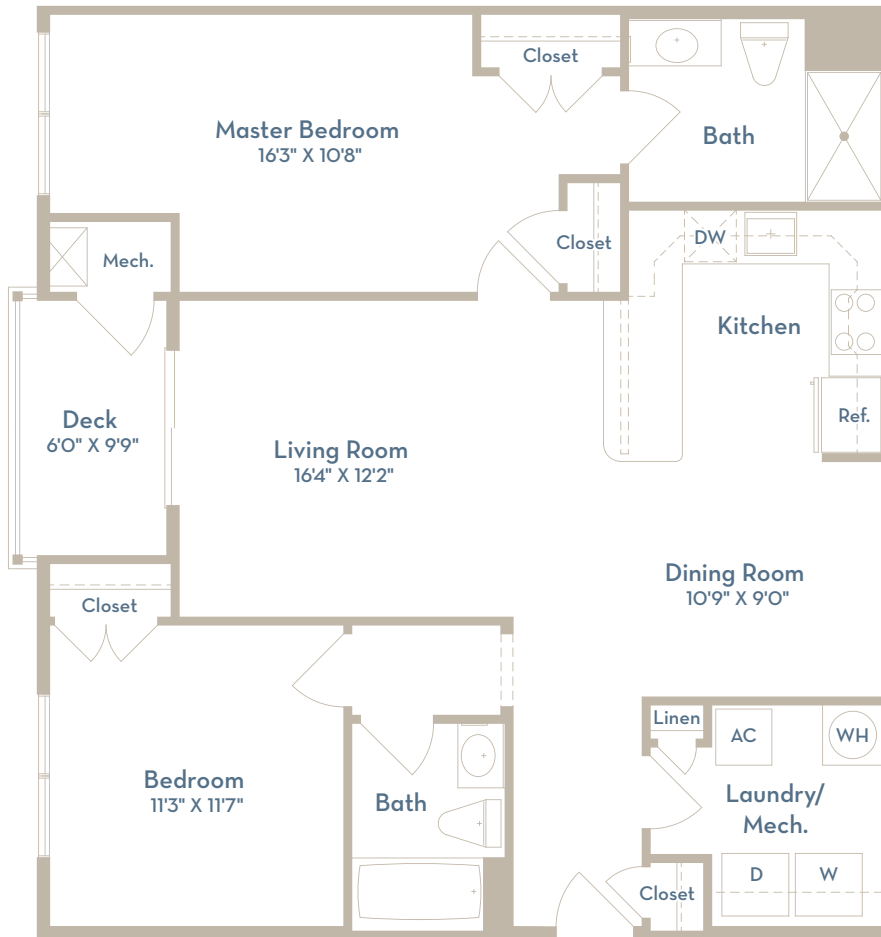 Closet
Master Bedroom
16'3" X 10'8"
Bath
Closet
DW
Mech.
Kitchen
Deck
6'0" X 9'9"
Ref.
Living Room
16'4" X 12'2"
Dining Room
10'9" X 9'0"
Closet
Linen
AC
WH
Bedroom
11'3" X 11'7"
Bath
Laundry/
Mech.
D
W
Closet